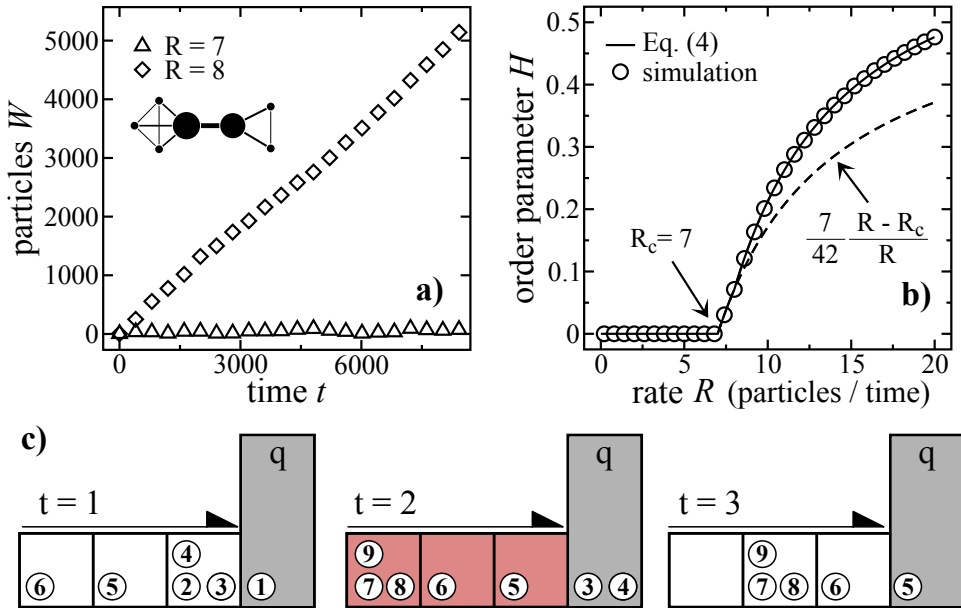 a)
5000
4000
3000
2000
1000
0
particles W
R = 7
R = 8
0
3000
6000
time t
b)
0.5
0.4
0.3
0.2
0.1
0
order parameter H
Eq. (4)
simulation
R_c = 7
7/42 (R - R_c)/R
0
5
10
15
20
rate R (particles / time)
c)
t = 1
q
6
5
4
2
3
1
t = 2
q
9
7
8
6
5
3
4
t = 3
q
9
7
8
6
5